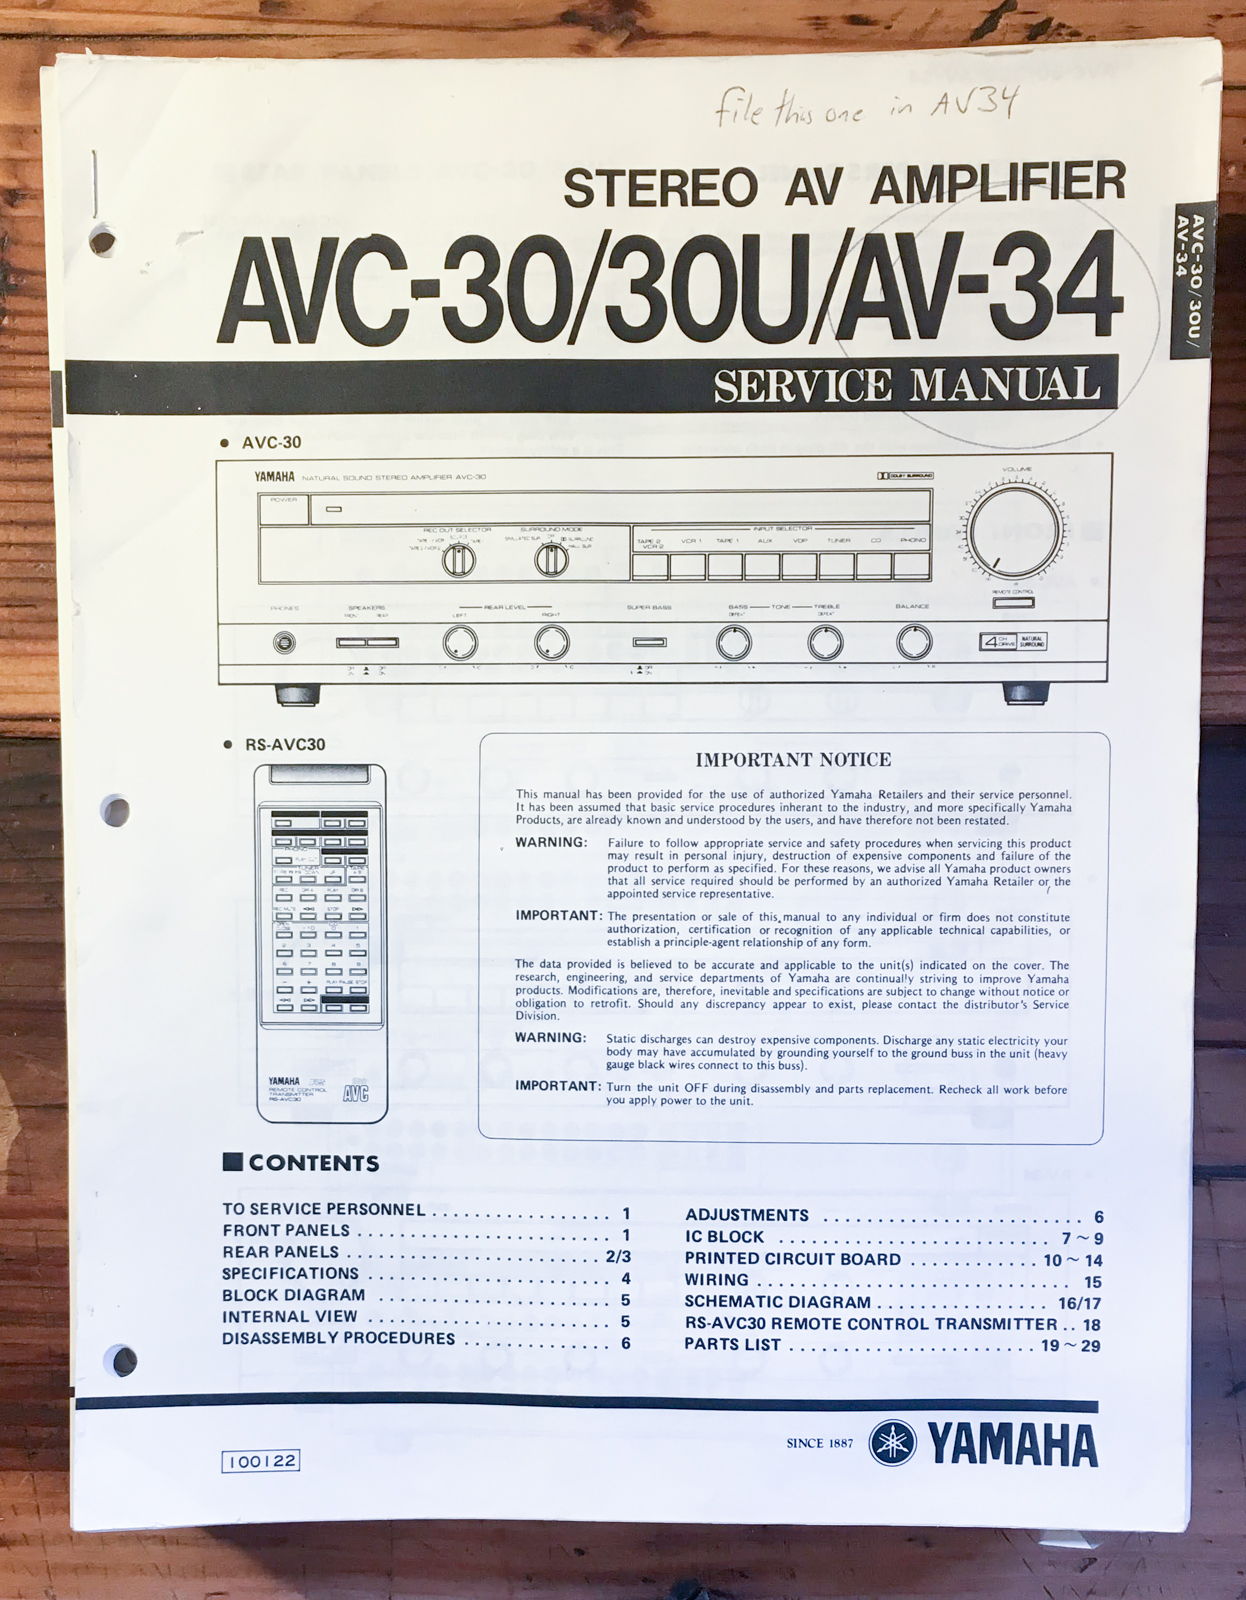 file this one in AV34
STEREO AV AMPLIFIER
AVC-30/30U/AV-34
SERVICE MANUAL
AVC-30/30U/
AV-34
● AVC-30
YAMAHA NATURAL SOUND STEREO AMPLIFIER AVC-30
DOLBY SURROUND
VOLUME
POWER
REC OUT SELECTOR
SURROUND MODE
INPUT SELECTOR
TAPE 2
VCR 2
VCR 1
TAPE 1
AUX
VDP
TUNER
CD
PHONO
REMOTE CONTROL
PHONES
SPEAKERS
REAR LEVEL
LEFT
RIGHT
SUPER BASS
BASS
TONE
TREBLE
BALANCE
4 CH
DRIVE
NATURAL
SURROUND
● RS-AVC30
YAMAHA
REMOTE CONTROL
TRANSMITTER
RS-AVC30
AVC
IMPORTANT NOTICE
This manual has been provided for the use of authorized Yamaha Retailers and their service personnel.
It has been assumed that basic service procedures inherant to the industry, and more specifically Yamaha
Products, are already known and understood by the users, and have therefore not been restated.
WARNING: Failure to follow appropriate service and safety procedures when servicing this product
may result in personal injury, destruction of expensive components and failure of the
product to perform as specified. For these reasons, we advise all Yamaha product owners
that all service required should be performed by an authorized Yamaha Retailer or the
appointed service representative.
IMPORTANT: The presentation or sale of this manual to any individual or firm does not constitute
authorization, certification or recognition of any applicable technical capabilities, or
establish a principle-agent relationship of any form.
The data provided is believed to be accurate and applicable to the unit(s) indicated on the cover. The
research, engineering, and service departments of Yamaha are continually striving to improve Yamaha
products. Modifications are, therefore, inevitable and specifications are subject to change without notice or
obligation to retrofit. Should any discrepancy appear to exist, please contact the distributor's Service
Division.
WARNING: Static discharges can destroy expensive components. Discharge any static electricity your
body may have accumulated by grounding yourself to the ground buss in the unit (heavy
gauge black wires connect to this buss).
IMPORTANT: Turn the unit OFF during disassembly and parts replacement. Recheck all work before
you apply power to the unit.
■ CONTENTS
TO SERVICE PERSONNEL ................. 1
FRONT PANELS ....................... 1
REAR PANELS ....................... 2/3
SPECIFICATIONS ..................... 4
BLOCK DIAGRAM .................... 5
INTERNAL VIEW ..................... 5
DISASSEMBLY PROCEDURES ............ 6
ADJUSTMENTS ........................ 6
IC BLOCK ......................... 7 ~ 9
PRINTED CIRCUIT BOARD ............ 10 ~ 14
WIRING ............................. 15
SCHEMATIC DIAGRAM ................ 16/17
RS-AVC30 REMOTE CONTROL TRANSMITTER .. 18
PARTS LIST ....................... 19 ~ 29
100122
SINCE 1887 YAMAHA